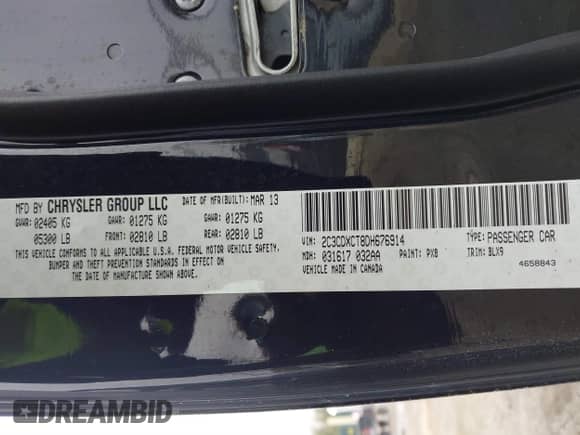 MFD BY CHRYSLER GROUP LLC DATE OF MFR(BUILT): MAR 13
GVWR: 02405 KG GAWR: 01275 KG GAWR: 01275 KG
05300 LB FRONT: 02810 LB REAR: 02810 LB
THIS VEHICLE CONFORMS TO ALL APPLICABLE U.S.A. FEDERAL MOTOR VEHICLE SAFETY,
BUMPER AND THEFT PREVENTION STANDARDS IN EFFECT ON
THE DATE OF MANUFACTURE SHOWN ABOVE.
VIN: 2C3CDXCT8DH676914 TYPE: PASSENGER CAR
MDH: 031617 032AA PAINT: PXB TRIM: BLX9
VEHICLE MADE IN CANADA 4658843
DREAMBID